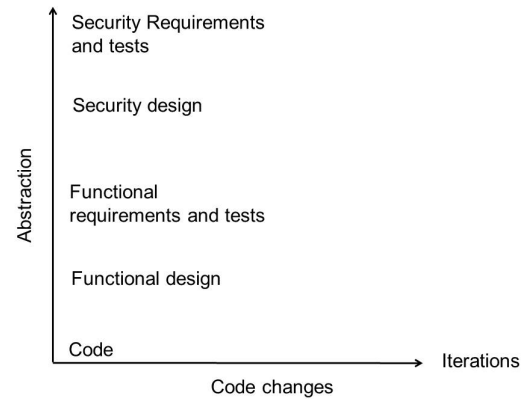 Security Requirements
and tests
Security design
Abstraction
Functional
requirements and tests
Functional design
Code
Iterations
Code changes